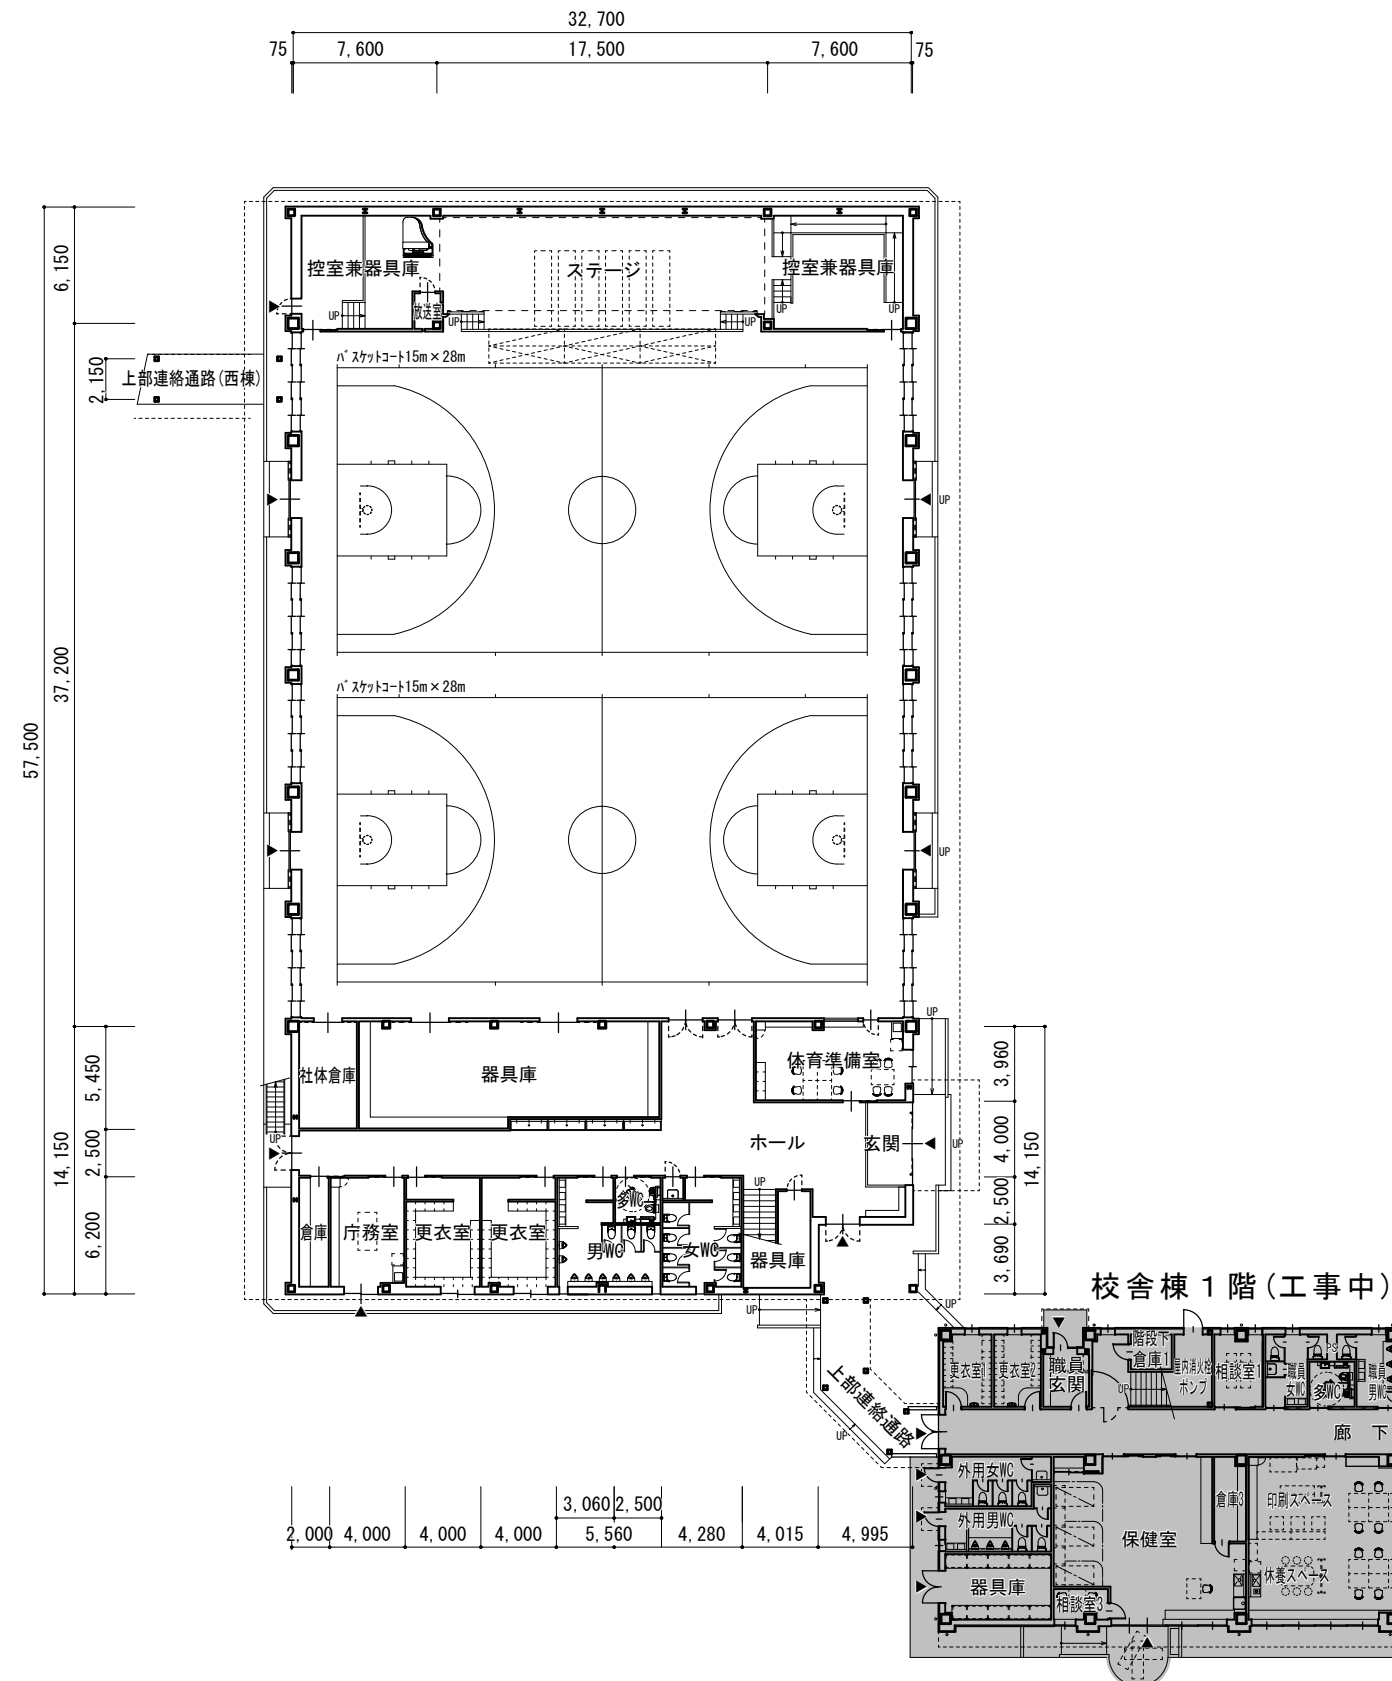 32,700
75
7,600
17,500
7,600
75
6,150
37,200
57,500
2,150
控室兼器具庫
ステージ
控室兼器具庫
放送室
UP
UP
UP
UP
UP
上部連絡通路(西棟)
バスケットコート15m×28m
UP
バスケットコート15m×28m
UP
UP
5,450
2,500
14,150
6,200
3,960
4,000
14,150
2,500
3,690
社体倉庫
器具庫
体育準備室
UP
ホール
玄関
UP
UP
倉庫
庁務室
更衣室
更衣室
男WC
多WC
女WC
器具庫
UP
UP
UP
上部連絡通路
UP
校舎棟1階(工事中)
更衣室1
更衣室2
職員
玄関
階段下
倉庫1
UP
屋内消火栓
ポンプ
相談室1
職員
女WC
PS
多WC
職員
男WC
廊下
外用女WC
外用男WC
器具庫
相談室3
保健室
倉庫3
印刷スペース
休養スペース
3,060
2,500
2,000
4,000
4,000
4,000
5,560
4,280
4,015
4,995